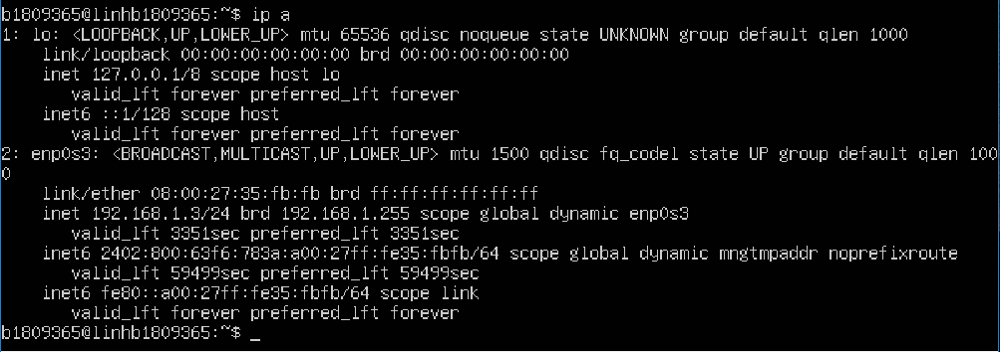 b1809365@linhb1809365:~$ ip a
1: lo: <LOOPBACK,UP,LOWER_UP> mtu 65536 qdisc noqueue state UNKNOWN group default qlen 1000
    link/loopback 00:00:00:00:00:00 brd 00:00:00:00:00:00
    inet 127.0.0.1/8 scope host lo
       valid_lft forever preferred_lft forever
    inet6 ::1/128 scope host
       valid_lft forever preferred_lft forever
2: enp0s3: <BROADCAST,MULTICAST,UP,LOWER_UP> mtu 1500 qdisc fq_codel state UP group default qlen 100
0
    link/ether 08:00:27:35:fb:fb brd ff:ff:ff:ff:ff:ff
    inet 192.168.1.3/24 brd 192.168.1.255 scope global dynamic enp0s3
       valid_lft 3351sec preferred_lft 3351sec
    inet6 2402:800:63f6:783a:a00:27ff:fe35:fbfb/64 scope global dynamic mngtmpaddr noprefixroute
       valid_lft 59499sec preferred_lft 59499sec
    inet6 fe80::a00:27ff:fe35:fbfb/64 scope link
       valid_lft forever preferred_lft forever
b1809365@linhb1809365:~$ _